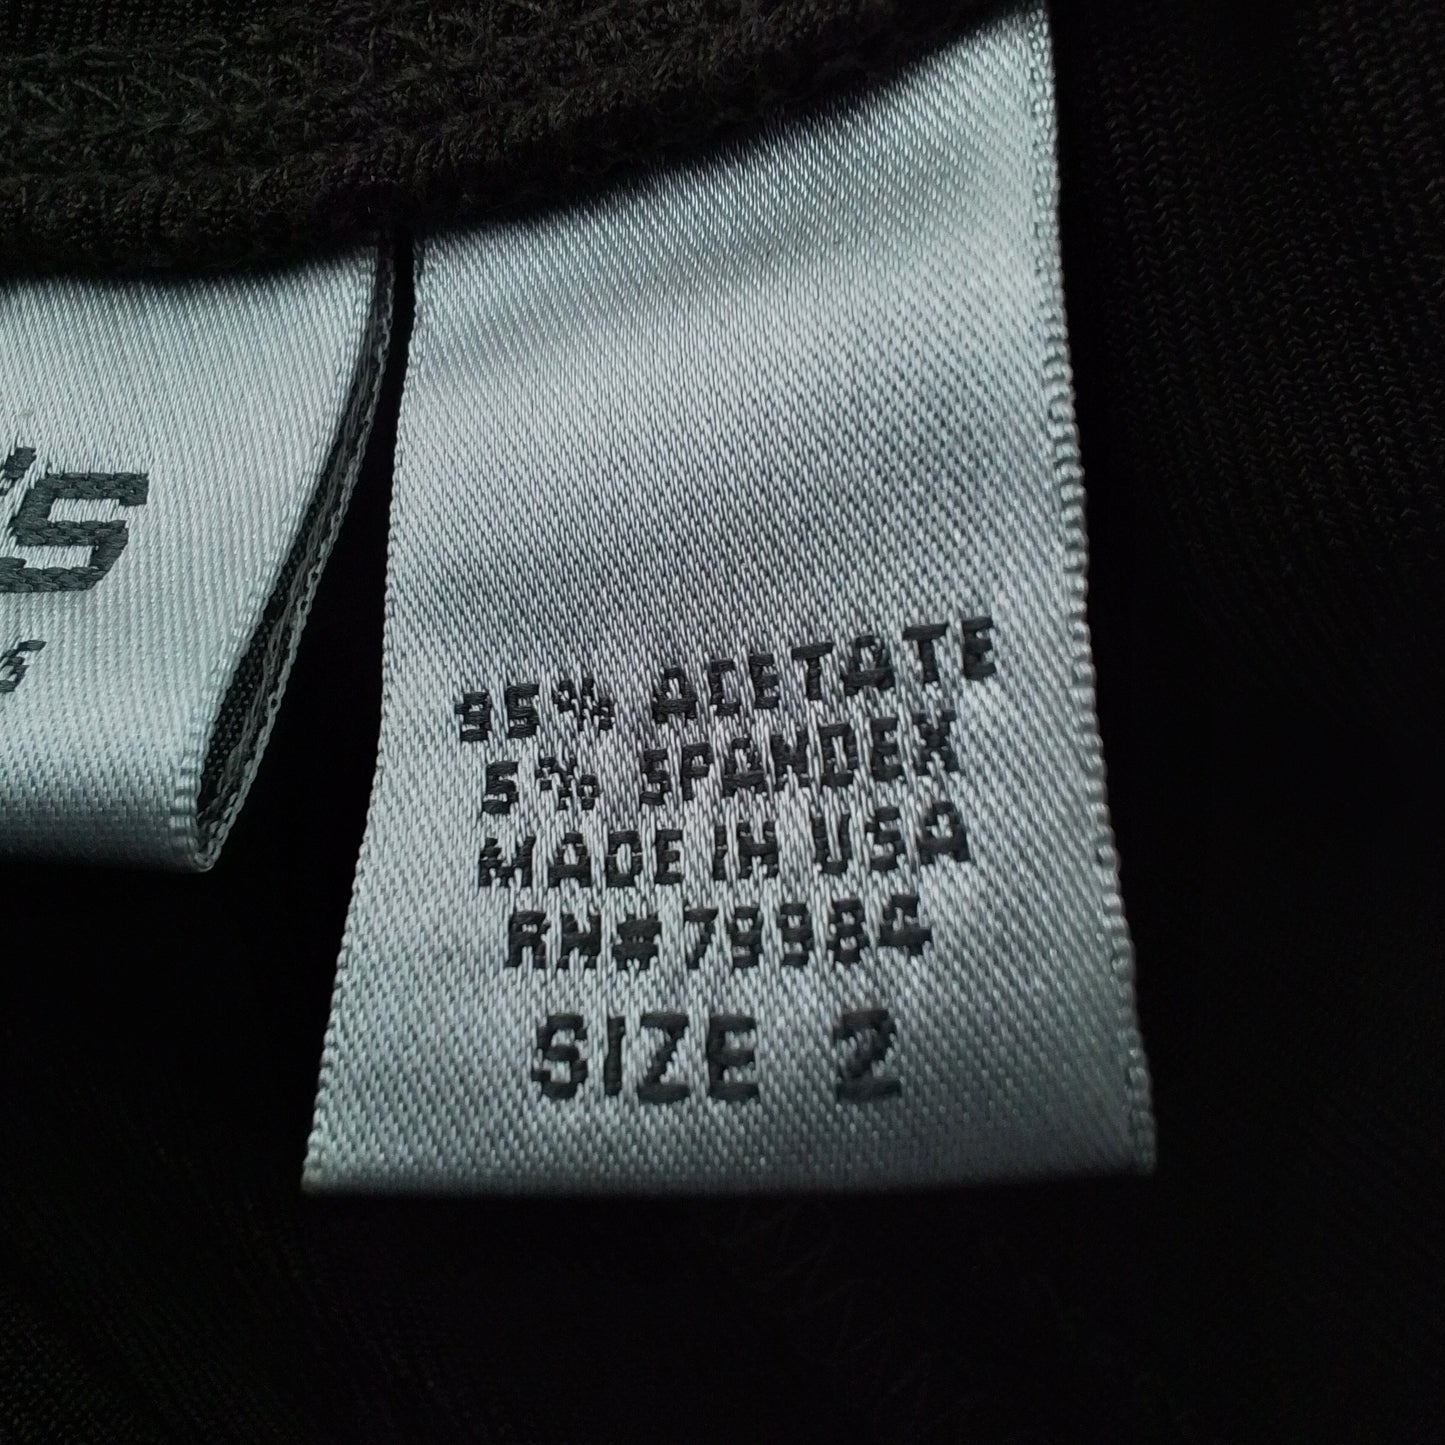 'S
95% ACETATE
5% SPANDEX
MADE IN USA
RN#79984
SIZE 2